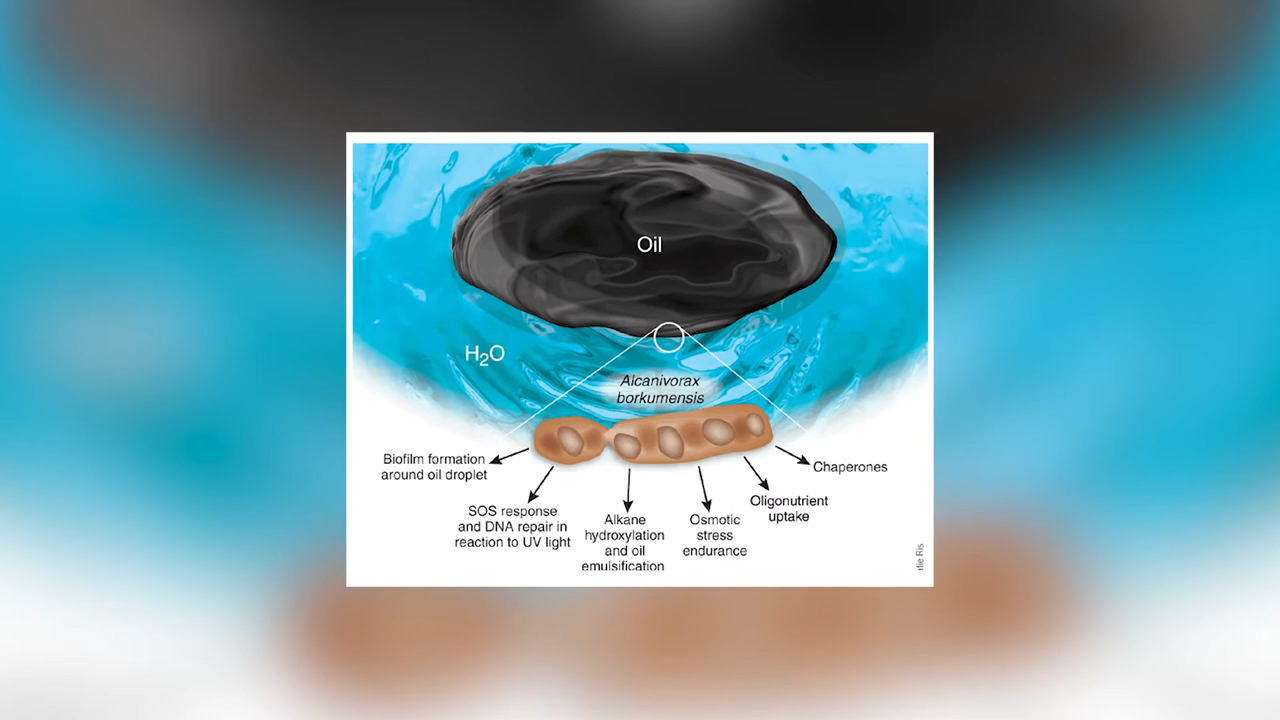 Oil
H₂O
Alcanivorax
borkumensis
Biofilm formation
around oil droplet
SOS response
and DNA repair in
reaction to UV light
Alkane
hydroxylation
and oil
emulsification
Osmotic
stress
endurance
Oligonutrient
uptake
Chaperones